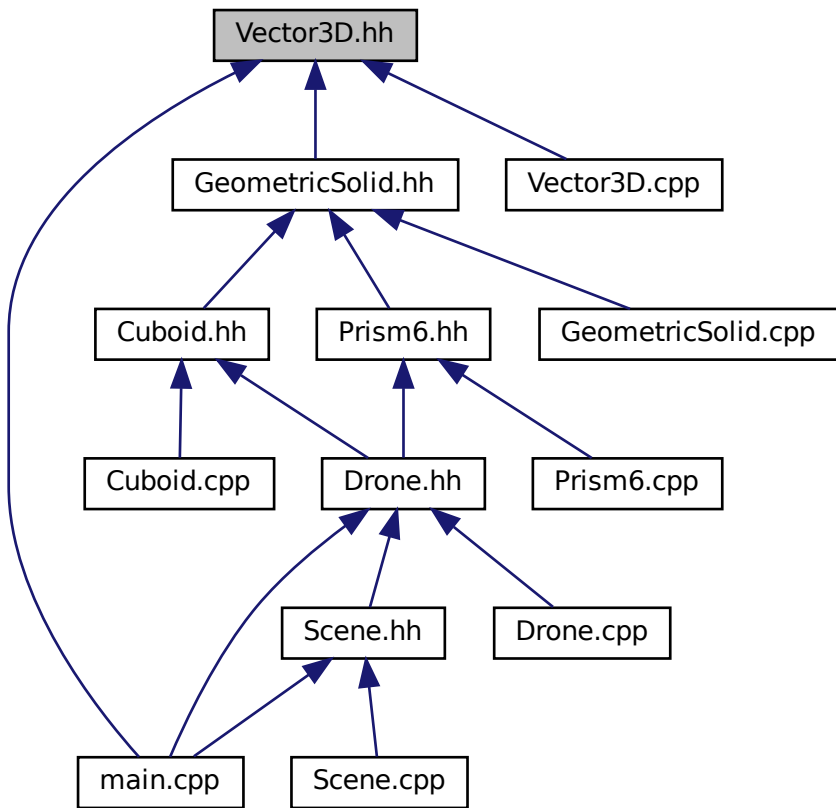 Vector3D.hh
GeometricSolid.hh
Vector3D.cpp
Cuboid.hh
Prism6.hh
GeometricSolid.cpp
Cuboid.cpp
Drone.hh
Prism6.cpp
Scene.hh
Drone.cpp
main.cpp
Scene.cpp